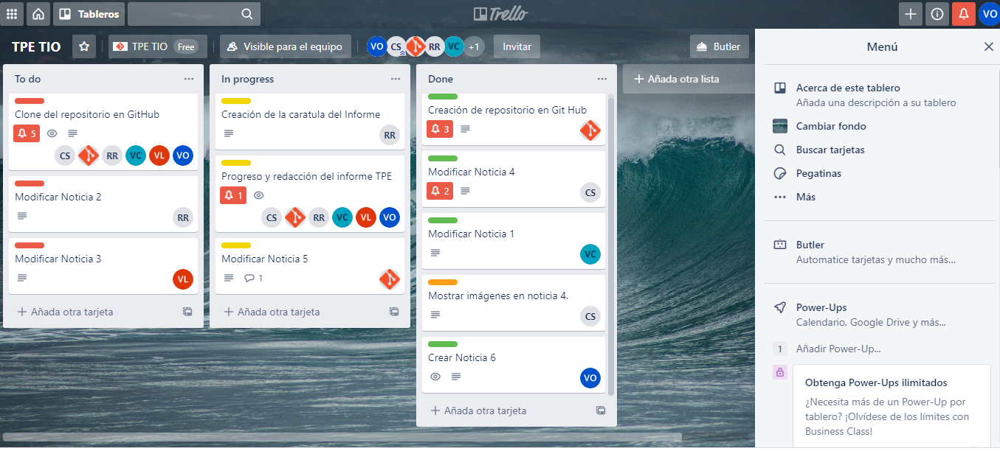 Tableros
Trello
VO
TPE TIO
TPE TIO Free
Visible para el equipo
VO CS RR VC +1
Invitar
Butler
To do
Clone del repositorio en GitHub
5
CS RR VC VL VO
Modificar Noticia 2
RR
Modificar Noticia 3
VL
Añada otra tarjeta
In progress
Creación de la caratula del Informe
RR
Progreso y redacción del informe TPE
1
CS RR VC VL VO
Modificar Noticia 5
1
Añada otra tarjeta
Done
Creación de repositorio en Git Hub
3
Modificar Noticia 4
2
CS
Modificar Noticia 1
VC
Mostrar imágenes en noticia 4.
CS
Crear Noticia 6
VO
Añada otra tarjeta
Añada otra lista
Menú
Acerca de este tablero
Añada una descripción a su tablero
Cambiar fondo
Buscar tarjetas
Pegatinas
Más
Butler
Automatice tarjetas y mucho más...
Power-Ups
Calendario, Google Drive y más...
1 Añadir Power-Up...
Obtenga Power-Ups ilimitados
¿Necesita más de un Power-Up por
tablero? ¡Olvídese de los límites con
Business Class!